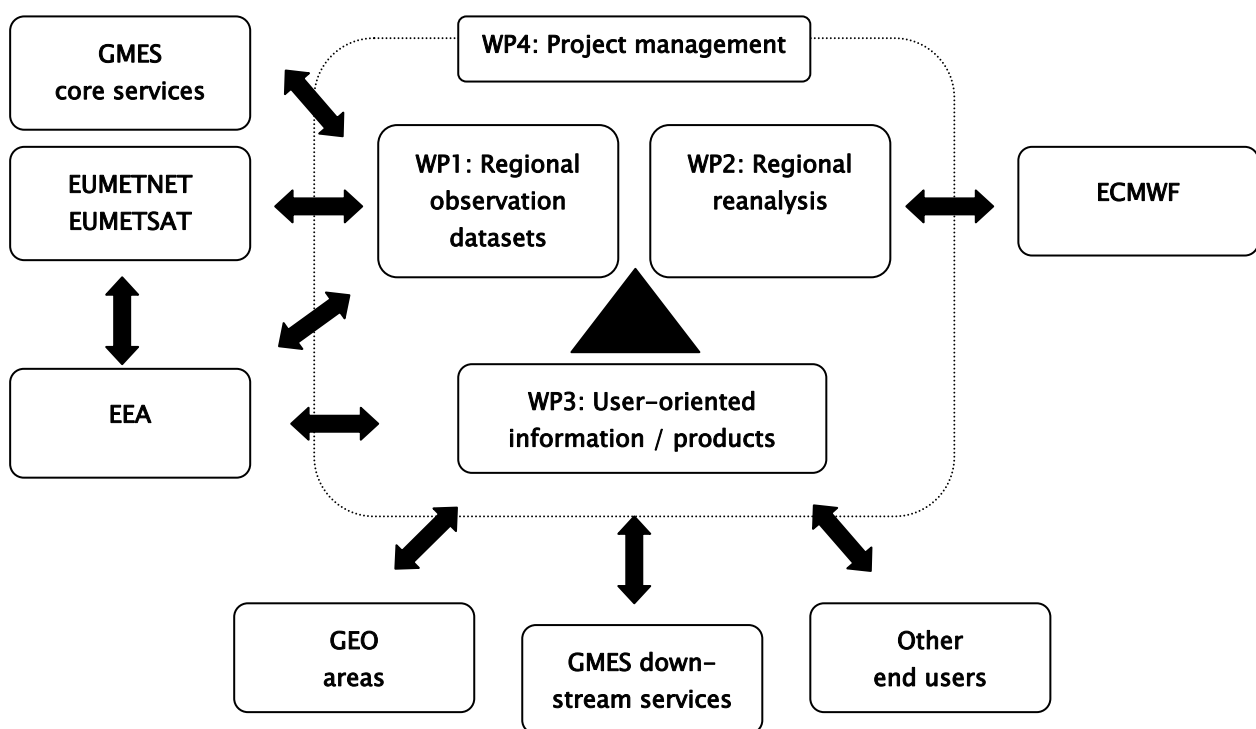 GMES
core services
WP4: Project management
WP1: Regional
observation
datasets
WP2: Regional
reanalysis
EUMETNET
EUMETSAT
ECMWF
EEA
WP3: User-oriented
information / products
GEO
areas
GMES down-
stream services
Other
end users